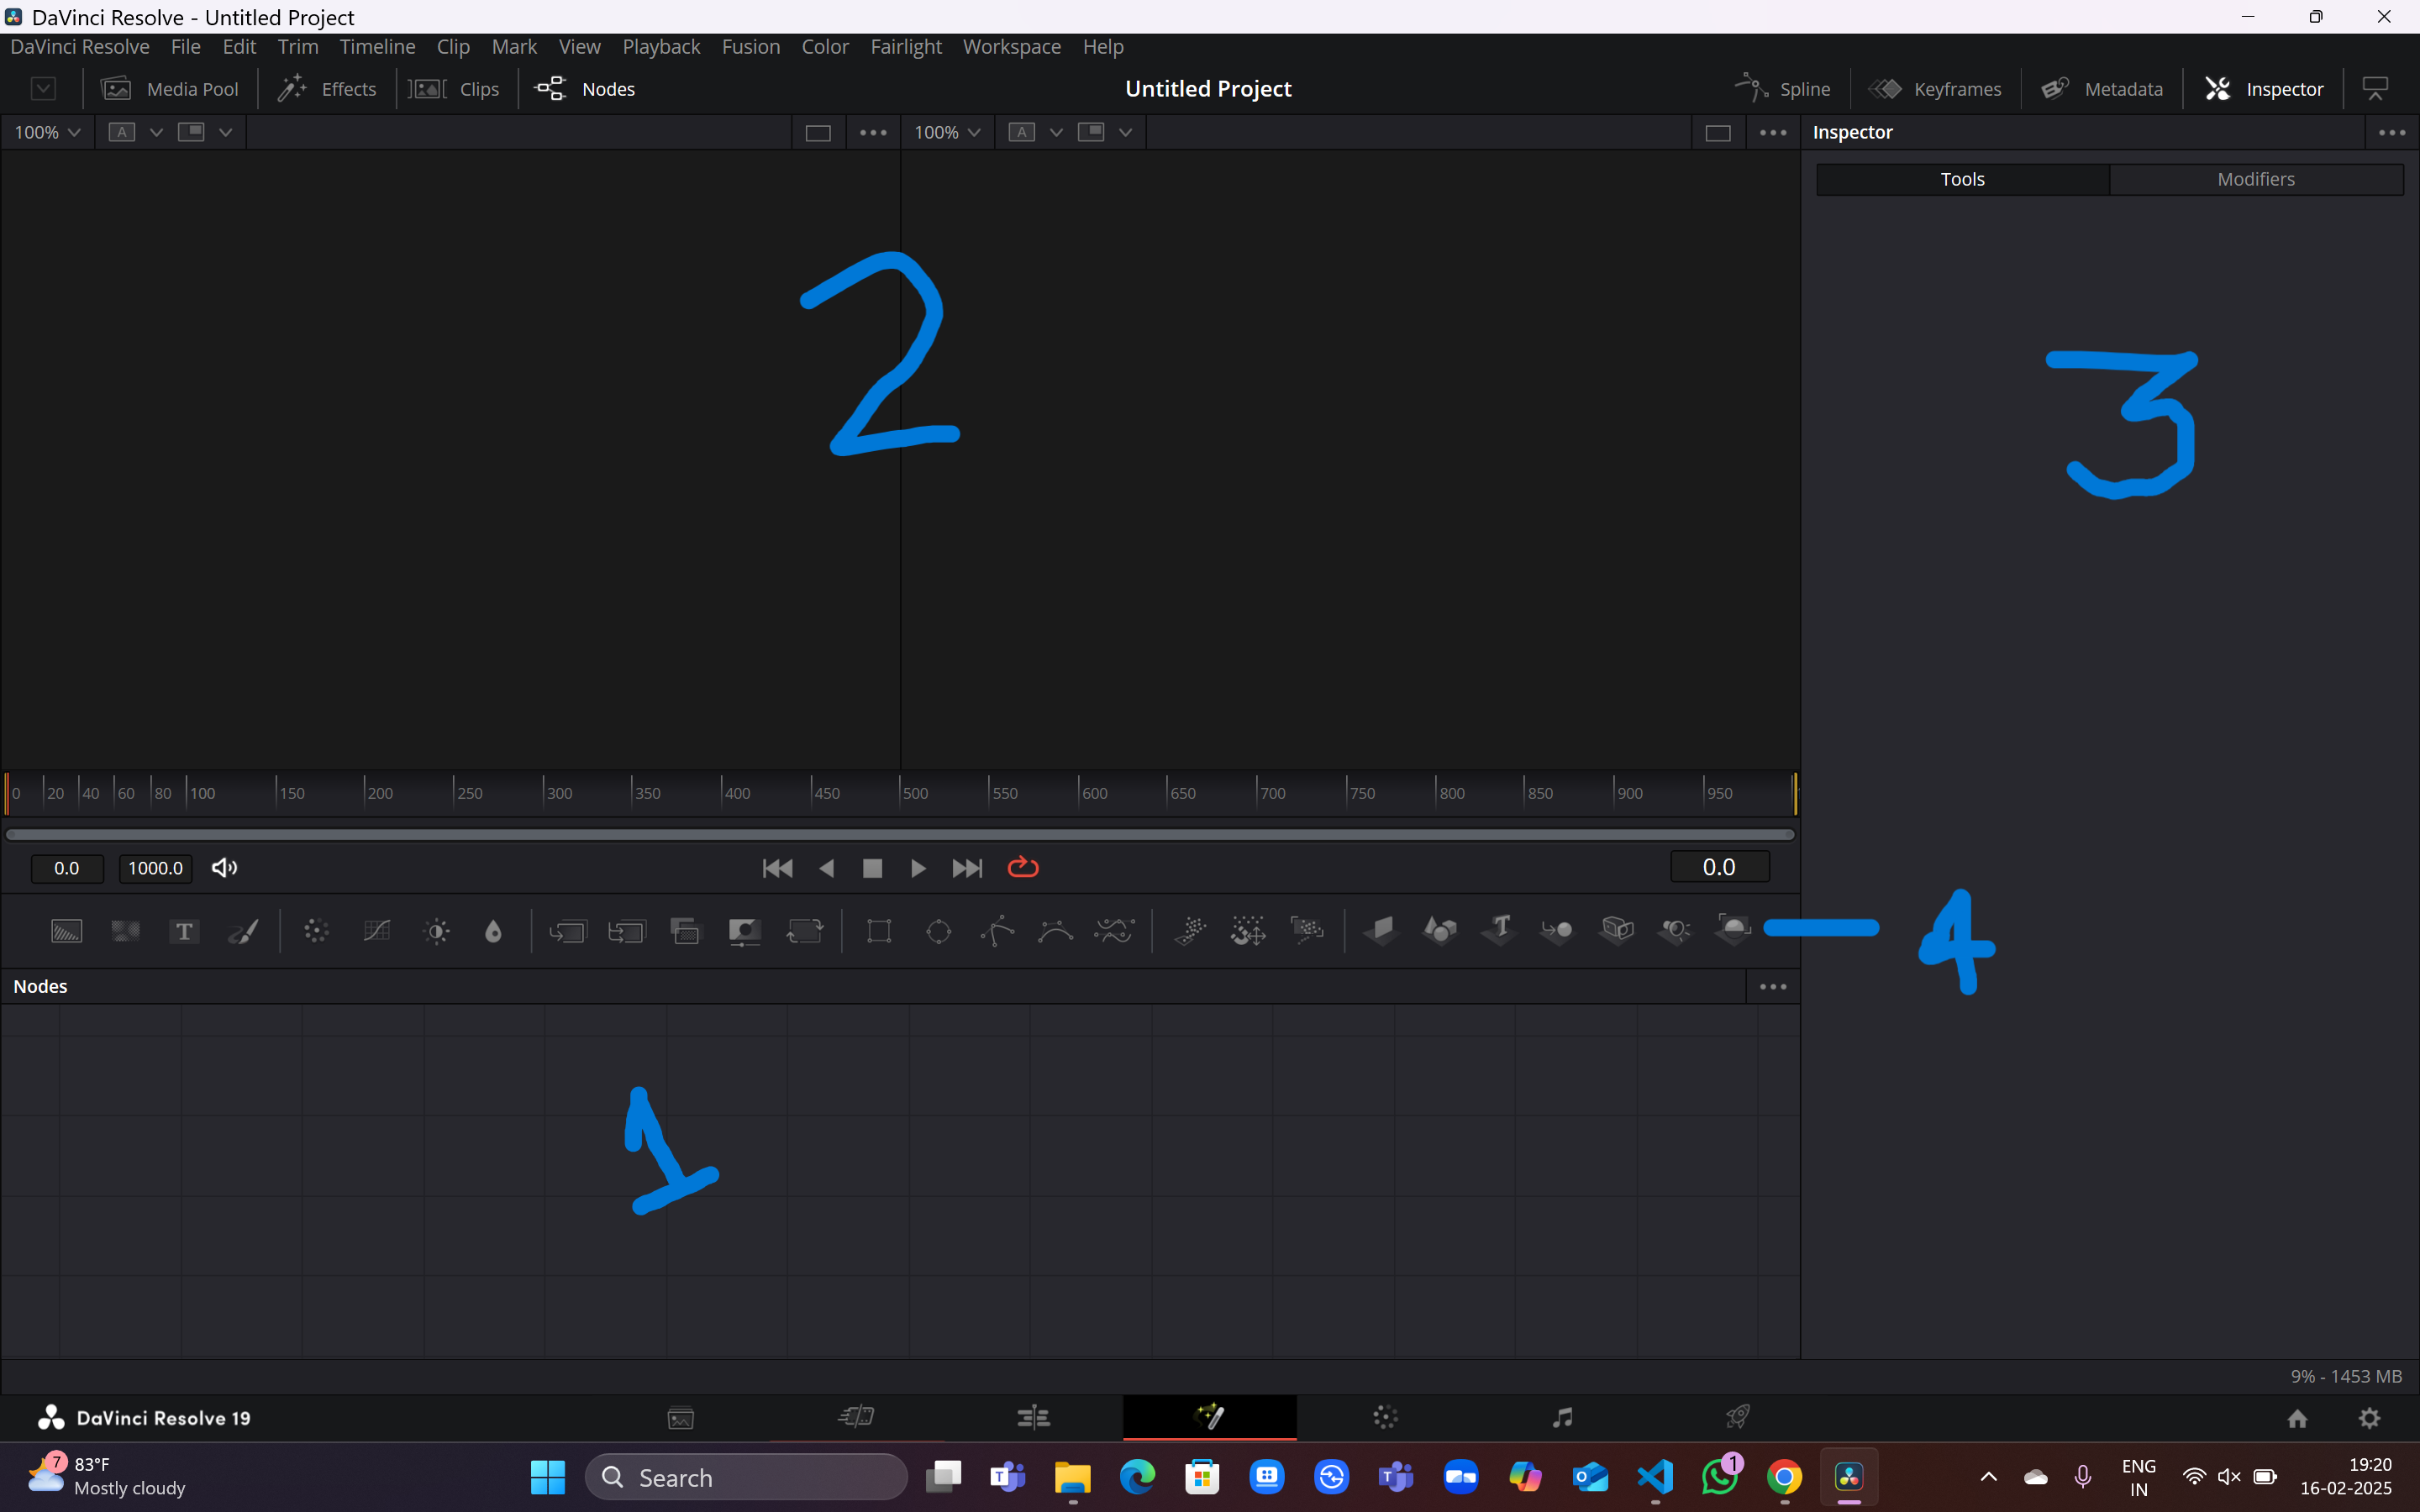 DaVinci Resolve - Untitled Project
DaVinci Resolve File Edit Trim Timeline Clip Mark View Playback Fusion Color Fairlight Workspace Help
Media Pool Effects Clips Nodes Untitled Project Spline Keyframes Metadata Inspector
100% A 100% A Inspector
Tools Modifiers
2
3
0 20 40 60 80 100 150 200 250 300 350 400 450 500 550 600 650 700 750 800 850 900 950
0.0 1000.0 0.0
T T
4
Nodes
1
9% - 1453 MB
DaVinci Resolve 19
7 83°F
Mostly cloudy
Search
T T 1
ENG
IN
19:20
16-02-2025